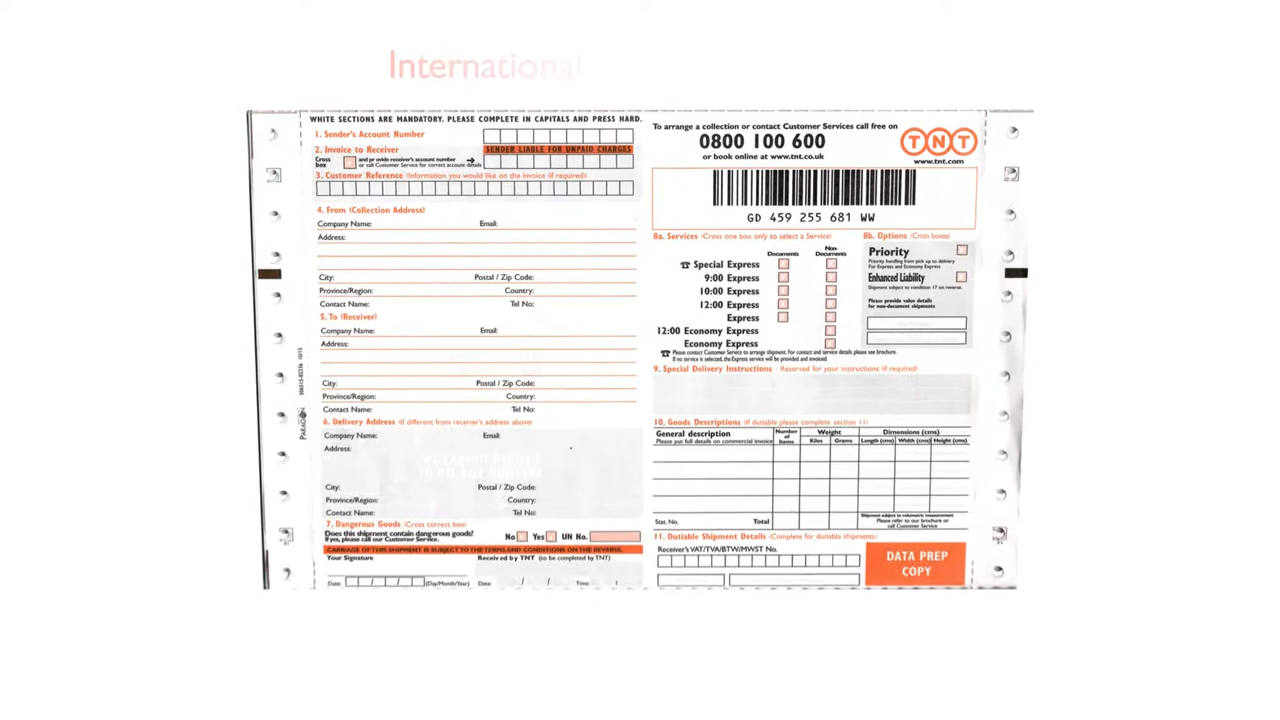 International
WHITE SECTIONS ARE MANDATORY. PLEASE COMPLETE IN CAPITALS AND PRESS HARD.
1. Sender's Account Number
2. Invoice to Receiver
SENDER LIABLE FOR UNPAID CHARGES
Cross box
and provide receiver's account number
or call Customer Service for correct account details
3. Customer Reference (Information you would like on the invoice (if required)
4. From (Collection Address)
Company Name: Email:
Address:
City: Postal / Zip Code:
Province/Region: Country:
Contact Name: Tel No:
5. To (Receiver)
Company Name: Email:
Address:
City: Postal / Zip Code:
Province/Region: Country:
Contact Name: Tel No:
6. Delivery Address (If different from receiver's address above)
Company Name: Email:
Address:
City: Postal / Zip Code:
Province/Region: Country:
Contact Name: Tel No:
7. Dangerous Goods (Cross correct box)
Does this shipment contain dangerous goods? No Yes UN No.
If yes, please call our Customer Service.
CARRIAGE OF THIS SHIPMENT IS SUBJECT TO THE TERMS AND CONDITIONS ON THE REVERSE.
Your Signature Received by TNT (to be completed by TNT)
Date: / / (Day/Month/Year) Date: / / Time: :
PARAGON
To arrange a collection or contact Customer Services call free on
0800 100 600
or book online at www.tnt.co.uk
TNT
www.tnt.com
GD 459 255 681 WW
8a. Services (Cross one box only to select a Service)
Documents Non-Documents
Special Express
9:00 Express
10:00 Express
12:00 Express
Express
12:00 Economy Express
Economy Express
Please contact Customer Service to arrange shipment. For contact and service details please see brochure.
If no service is selected, the Express service will be provided and invoiced
8b. Options (Cross boxes)
Priority
Priority handling from pick up to delivery
For Express and Economy Express
Enhanced Liability
Shipment subject to condition 17 on reverse.
Please provide value details
for non-document shipments
9. Special Delivery Instructions - Reserved for your instructions (if required)
10. Goods Descriptions (If dutiable please complete section 11)
General description Number of Items Weight Dimensions (cms)
Please put full details on commercial invoice Kilos Grams Length (cms) Width (cms) Height (cms)
Stat. No. Total
Shipment subject to volumetric measurement
Please refer to our brochure or
call Customer Service
11. Dutiable Shipment Details (Complete for dutiable shipments)
Receiver's VAT/TVA/BTW/MWST No.
DATA PREP
COPY